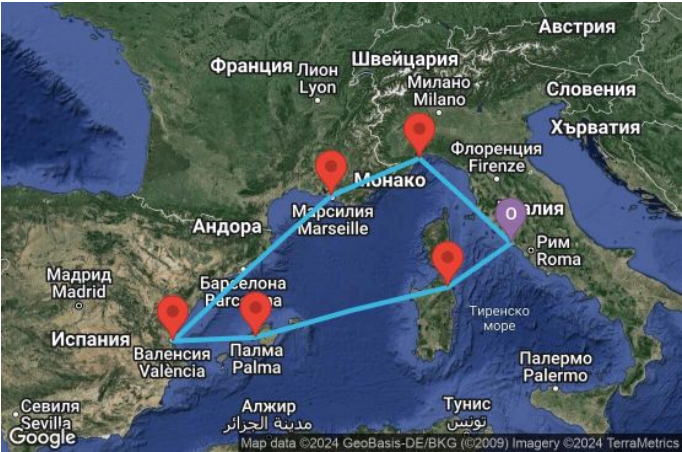 Австрия
Швейцария
Франция
Лион
Lyon
Милано
Milano
Словения
Хърватия
Флоренция
Firenze
Монако
Марсилия
Marseille
О
Андора
Рим
Roma
Барселона
Мадрид
Madrid
Тиренско
море
Испания
Валенсия
València
Палма
Palma
Палермо
Palermo
Севиля
Sevilla
Алжир
مدينة الجزائر
Тунис
تونس
Google
Map data ©2024 GeoBasis-DE/BKG (©2009) Imagery ©2024 TerraMetrics